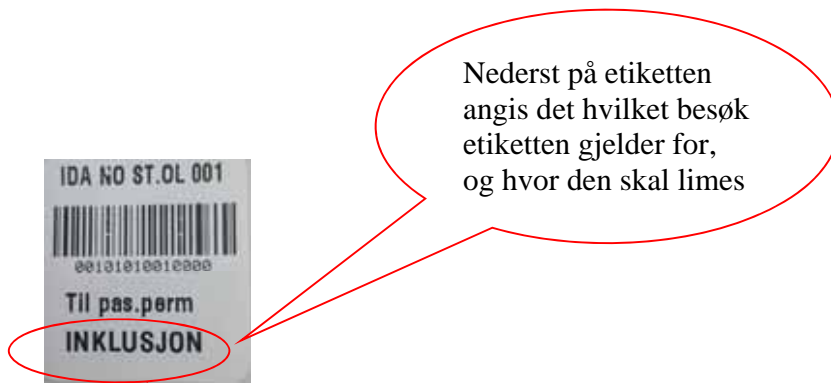 Nederst på etiketten
angis det hvilket besøk
etiketten gjelder for,
og hvor den skal limes
IDA NO ST.OL 001
Til pas.perm
INKLUSJON